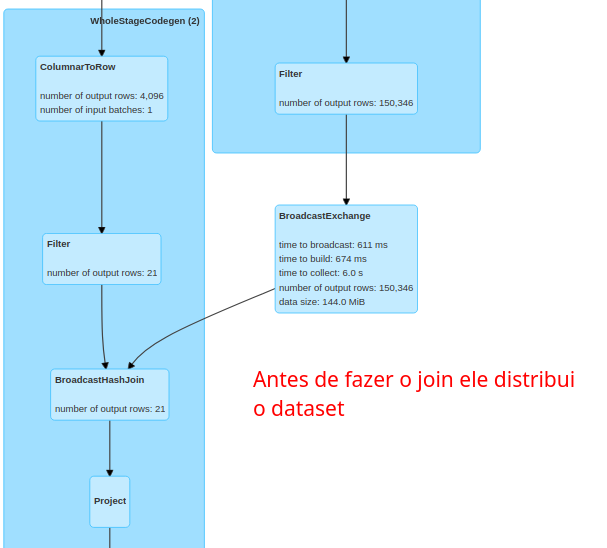 WholeStageCodegen (2)
ColumnarToRow
number of output rows: 4,096
number of input batches: 1
Filter
number of output rows: 21
BroadcastHashJoin
number of output rows: 21
Project
Filter
number of output rows: 150,346
BroadcastExchange
time to broadcast: 611 ms
time to build: 674 ms
time to collect: 6.0 s
number of output rows: 150,346
data size: 144.0 MiB
Antes de fazer o join ele distribui
o dataset